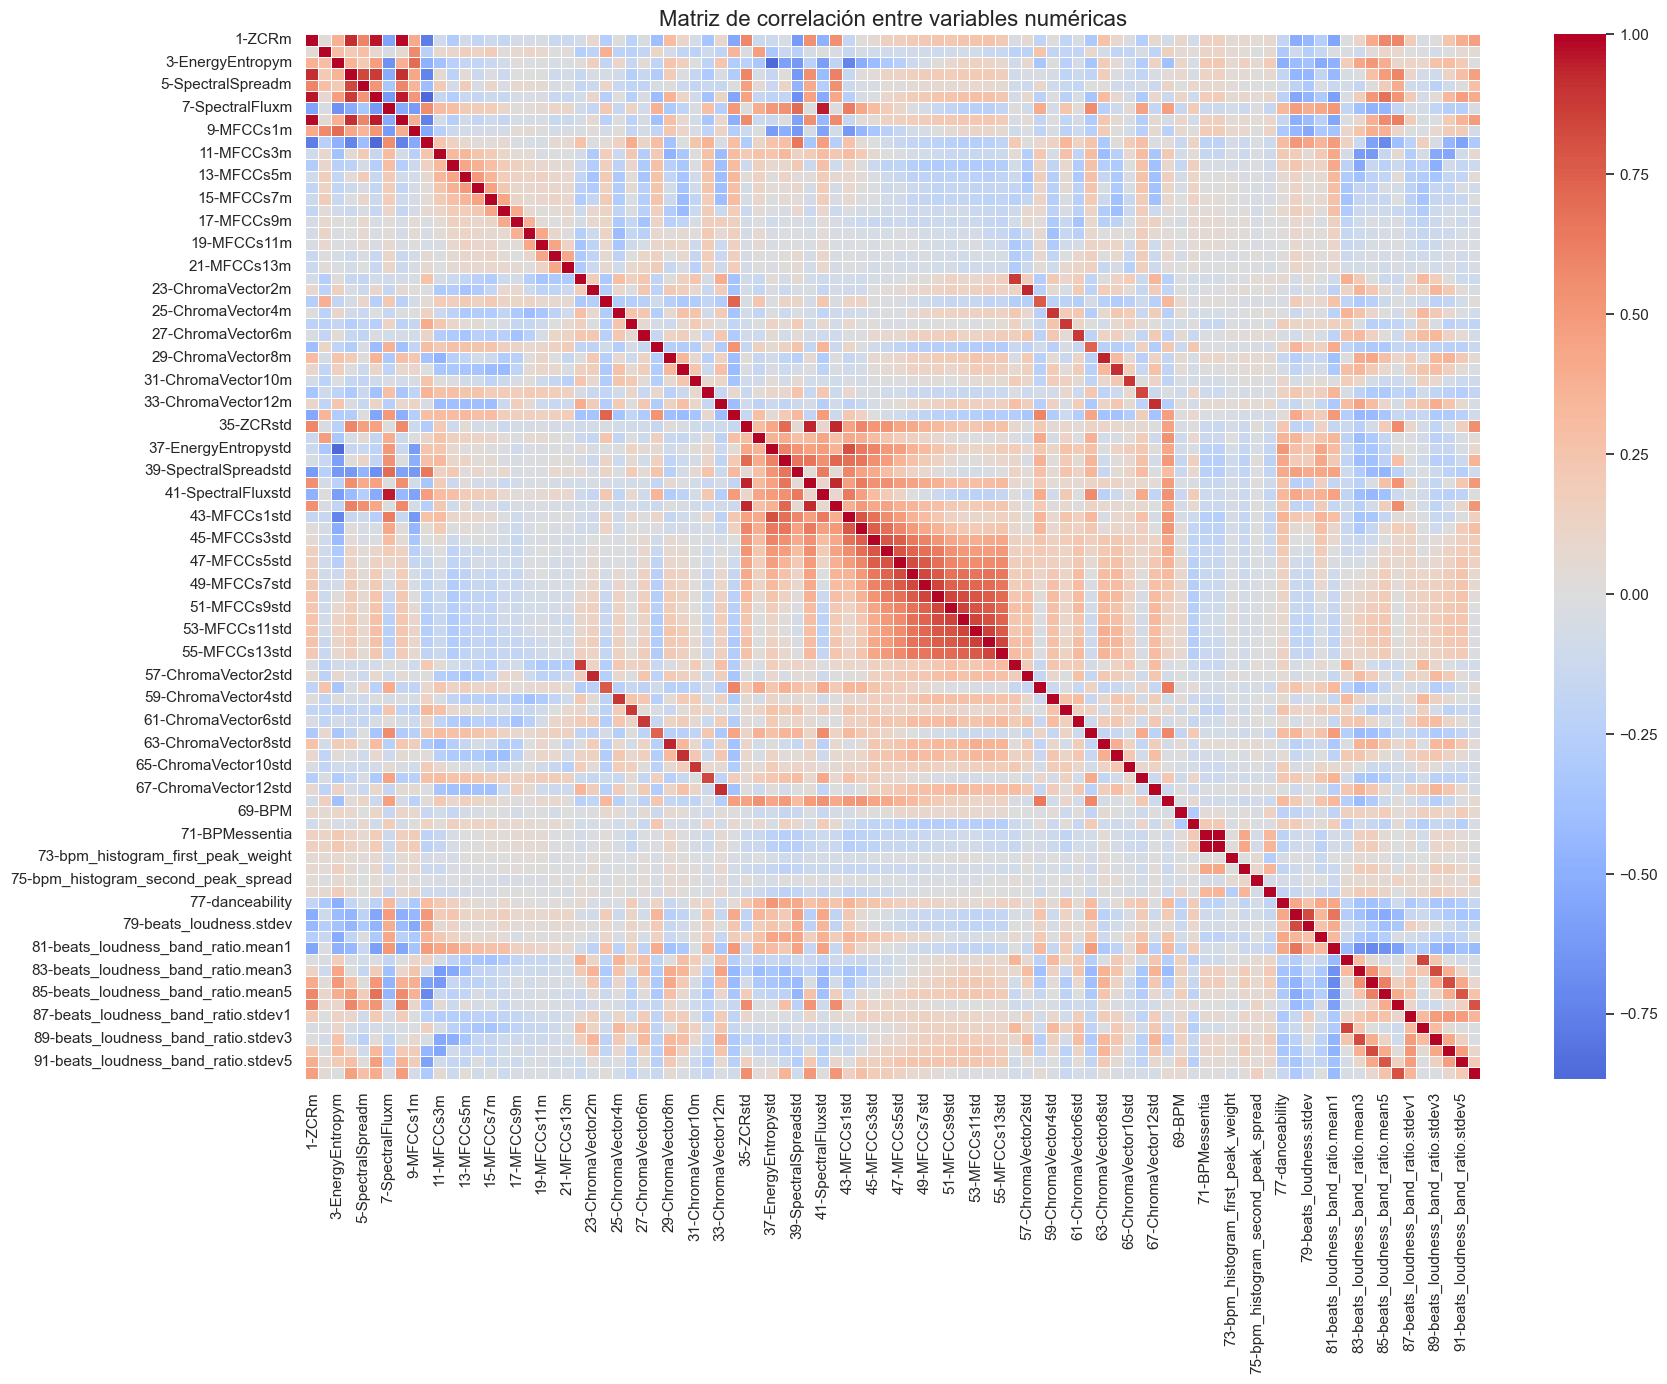 Matriz de correlación entre variables numéricas
1-ZCRm
3-EnergyEntropym
5-SpectralSpreadm
7-SpectralFluxm
9-MFCCs1m
11-MFCCs3m
13-MFCCs5m
15-MFCCs7m
17-MFCCs9m
19-MFCCs11m
21-MFCCs13m
23-ChromaVector2m
25-ChromaVector4m
27-ChromaVector6m
29-ChromaVector8m
31-ChromaVector10m
33-ChromaVector12m
35-ZCRstd
37-EnergyEntropystd
39-SpectralSpreadstd
41-SpectralFluxstd
43-MFCCs1std
45-MFCCs3std
47-MFCCs5std
49-MFCCs7std
51-MFCCs9std
53-MFCCs11std
55-MFCCs13std
57-ChromaVector2std
59-ChromaVector4std
61-ChromaVector6std
63-ChromaVector8std
65-ChromaVector10std
67-ChromaVector12std
69-BPM
71-BPMessentia
73-bpm_histogram_first_peak_weight
75-bpm_histogram_second_peak_spread
77-danceability
79-beats_loudness.stdev
81-beats_loudness_band_ratio.mean1
83-beats_loudness_band_ratio.mean3
85-beats_loudness_band_ratio.mean5
87-beats_loudness_band_ratio.stdev1
89-beats_loudness_band_ratio.stdev3
91-beats_loudness_band_ratio.stdev5
1-ZCRm
3-EnergyEntropym
5-SpectralSpreadm
7-SpectralFluxm
9-MFCCs1m
11-MFCCs3m
13-MFCCs5m
15-MFCCs7m
17-MFCCs9m
19-MFCCs11m
21-MFCCs13m
23-ChromaVector2m
25-ChromaVector4m
27-ChromaVector6m
29-ChromaVector8m
31-ChromaVector10m
33-ChromaVector12m
35-ZCRstd
37-EnergyEntropystd
39-SpectralSpreadstd
41-SpectralFluxstd
43-MFCCs1std
45-MFCCs3std
47-MFCCs5std
49-MFCCs7std
51-MFCCs9std
53-MFCCs11std
55-MFCCs13std
57-ChromaVector2std
59-ChromaVector4std
61-ChromaVector6std
63-ChromaVector8std
65-ChromaVector10std
67-ChromaVector12std
69-BPM
71-BPMessentia
73-bpm_histogram_first_peak_weight
75-bpm_histogram_second_peak_spread
77-danceability
79-beats_loudness.stdev
81-beats_loudness_band_ratio.mean1
83-beats_loudness_band_ratio.mean3
85-beats_loudness_band_ratio.mean5
87-beats_loudness_band_ratio.stdev1
89-beats_loudness_band_ratio.stdev3
91-beats_loudness_band_ratio.stdev5
1.00
0.75
0.50
0.25
0.00
−0.25
−0.50
−0.75